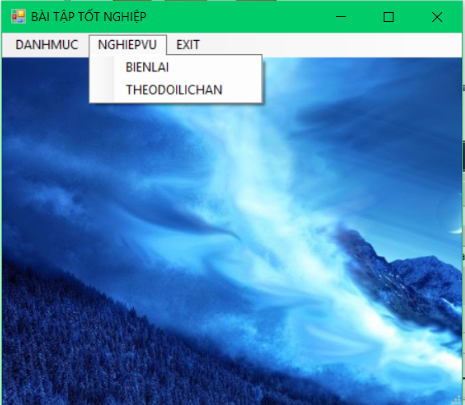 BÀI TẬP TỐT NGHIỆP
DANHMUC NGHIEPVU EXIT
BIENLAI
THEODOILICHAN